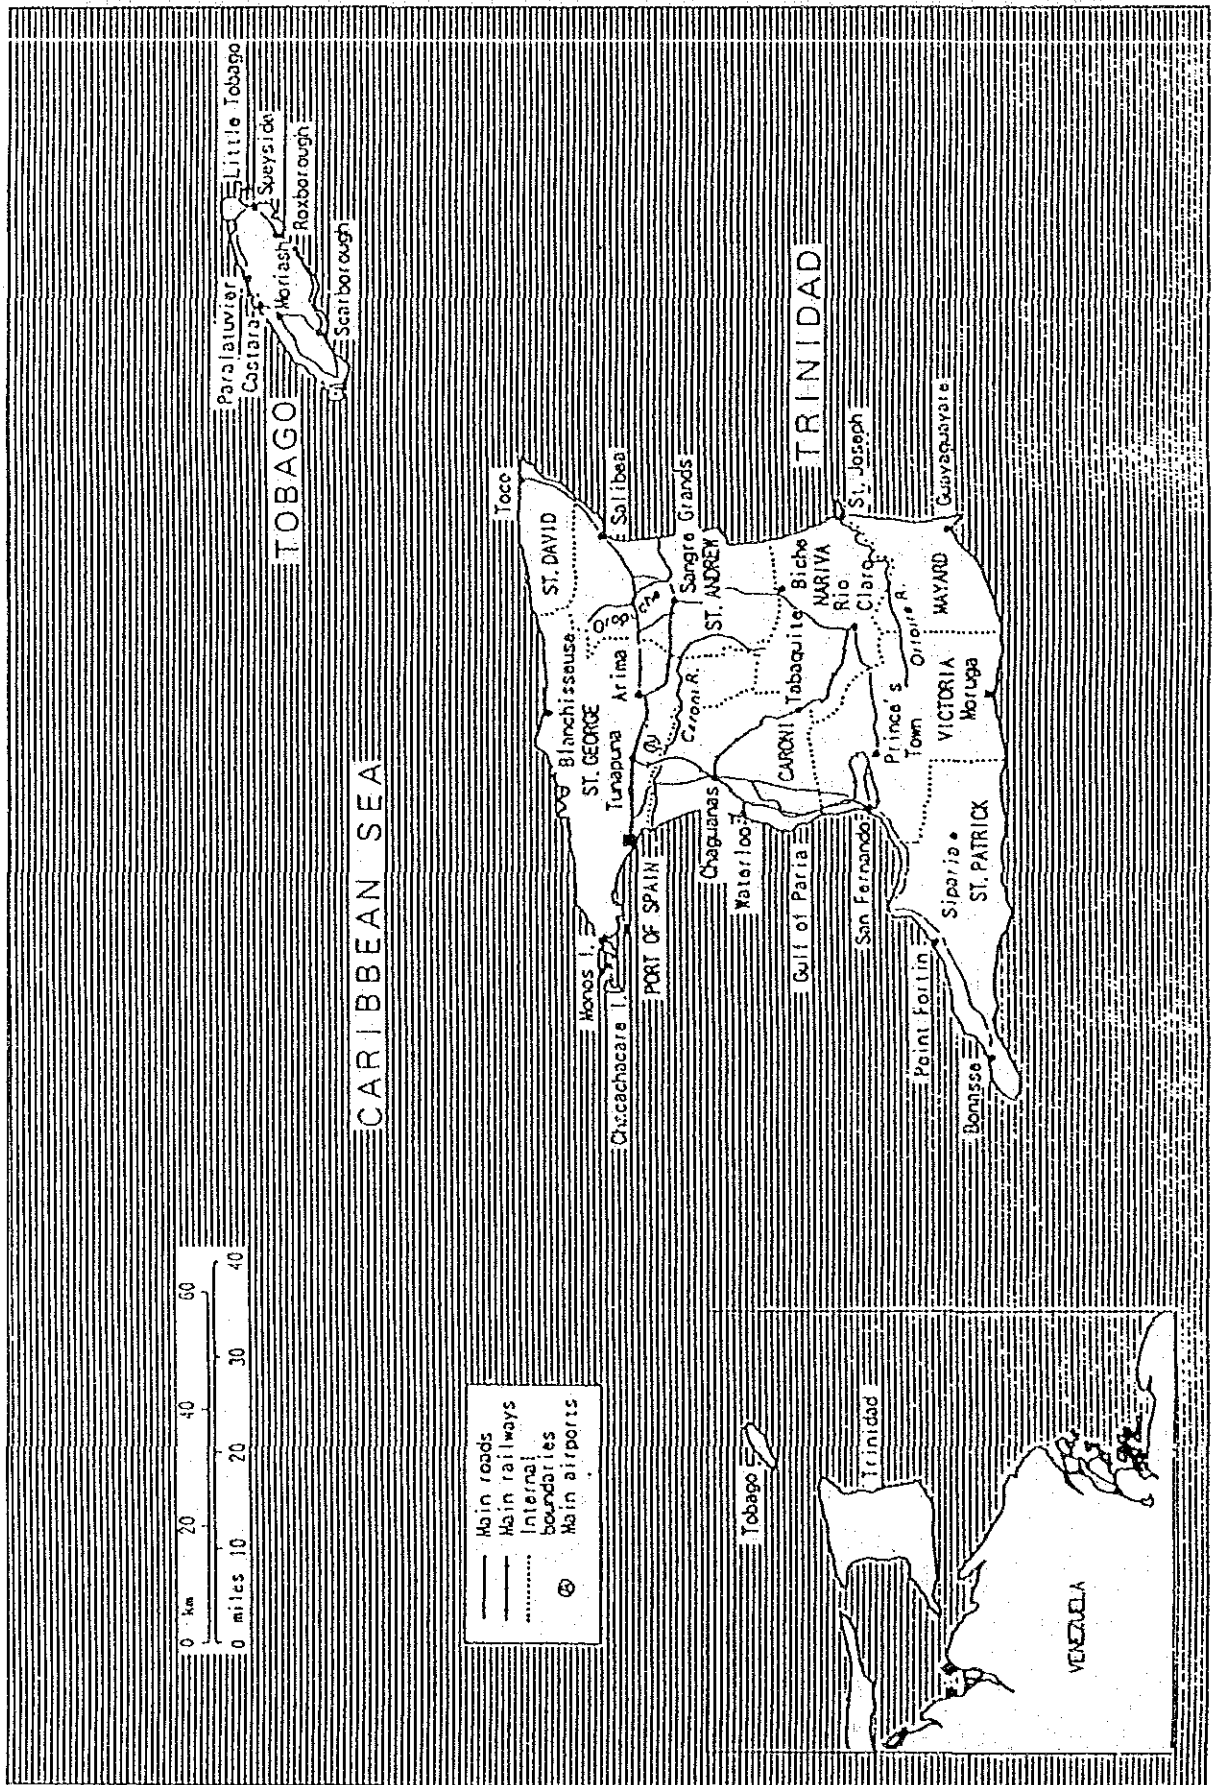 0 km 20 40 60
0 miles 10 20 30 40
CARIBBEAN SEA
TOBAGO
Paralatuvier
Castara
Moriash
Little Tobago
Speyside
Roxborough
Scarborough
Main roads
Main railways
Internal
boundaries
Main airports
TRINIDAD
Toco
ST. DAVID
Salibea
Blanchisseuse
ST. GEORGE
Tunapuna
Arima
Sangre Grands
ST. ANDREW
Monos I.
Chacachacare I.
PORT OF SPAIN
Caroni R.
Chaguanas
Waterloo
CARONI
Tabaquite
Biche
NARIVA
Rio
Claro
St. Joseph
Gulf of Paria
San Fernando
Prince's
Town
MAYARD
Guayaguayare
VICTORIA
Moruga
Siparia
ST. PATRICK
Point Fortin
Bonasse
Tobago
Trinidad
VENEZUELA